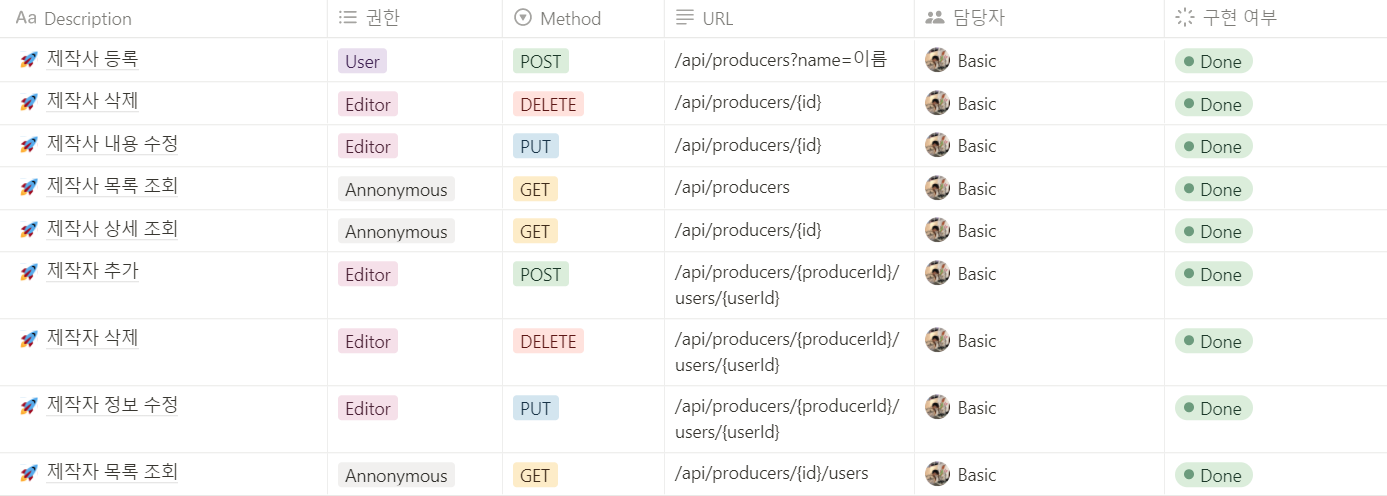 Aa Description 권한 Method URL 담당자 구현 여부
제작사 등록 User POST /api/producers?name=이름 Basic Done
제작사 삭제 Editor DELETE /api/producers/{id} Basic Done
제작사 내용 수정 Editor PUT /api/producers/{id} Basic Done
제작사 목록 조회 Annonymous GET /api/producers Basic Done
제작사 상세 조회 Annonymous GET /api/producers/{id} Basic Done
제작자 추가 Editor POST /api/producers/{producerId}/ Basic Done
users/{userId}
제작자 삭제 Editor DELETE /api/producers/{producerId}/ Basic Done
users/{userId}
제작자 정보 수정 Editor PUT /api/producers/{producerId}/ Basic Done
users/{userId}
제작자 목록 조회 Annonymous GET /api/producers/{id}/users Basic Done